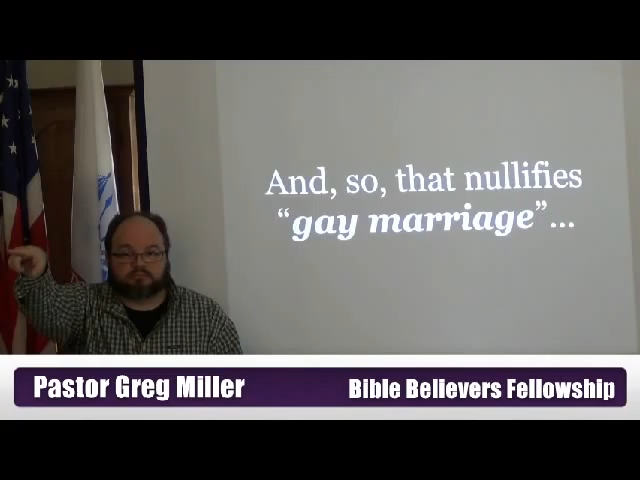 And, so, that nullifies
“gay marriage”...
Pastor Greg Miller
Bible Believers Fellowship